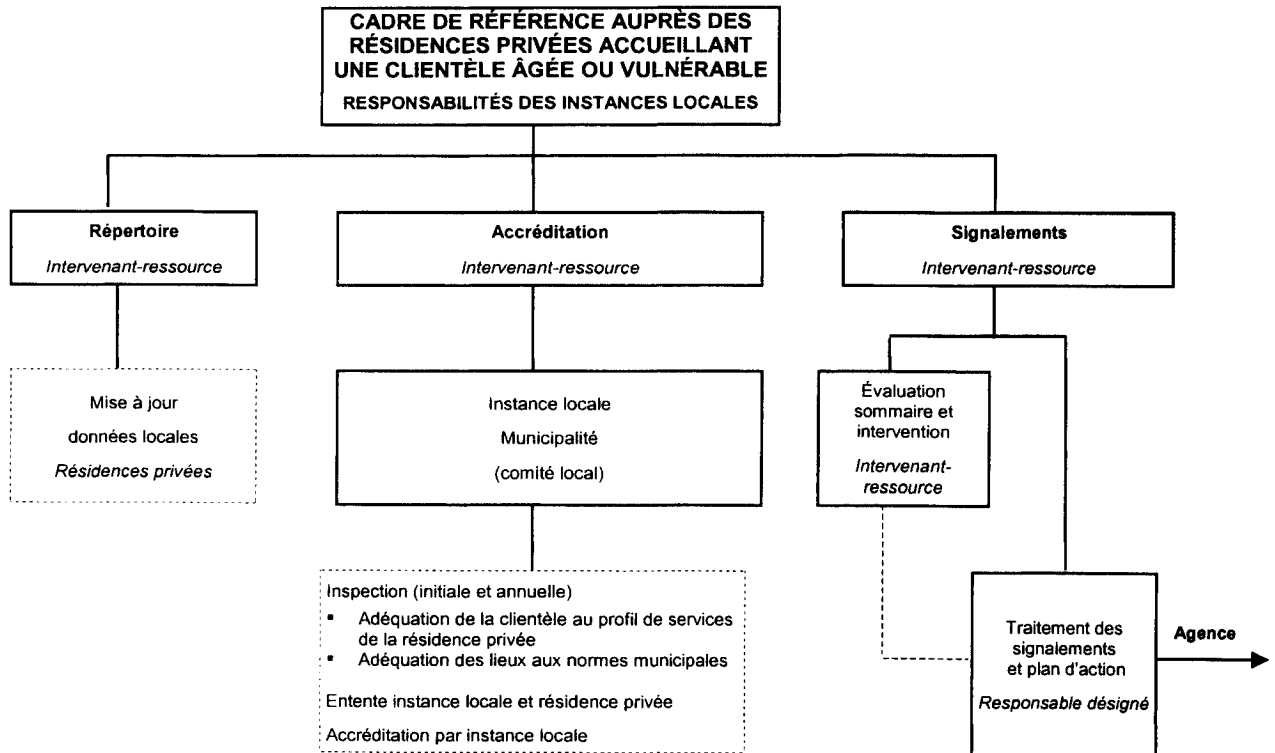 CADRE DE RÉFÉRENCE AUPRÈS DES
RÉSIDENCES PRIVÉES ACCUEILLANT
UNE CLIENTÈLE ÂGÉE OU VULNÉRABLE
RESPONSABILITÉS DES INSTANCES LOCALES
Répertoire
Intervenant-ressource
Accréditation
Intervenant-ressource
Signalements
Intervenant-ressource
Mise à jour
données locales
Résidences privées
Instance locale
Municipalité
(comité local)
Évaluation
sommaire et
intervention
Intervenant-
ressource
Inspection (initiale et annuelle)
▪ Adéquation de la clientèle au profil de services
de la résidence privée
▪ Adéquation des lieux aux normes municipales
Entente instance locale et résidence privée
Accréditation par instance locale
Traitement des
signalements
et plan d'action
Responsable désigné
Agence